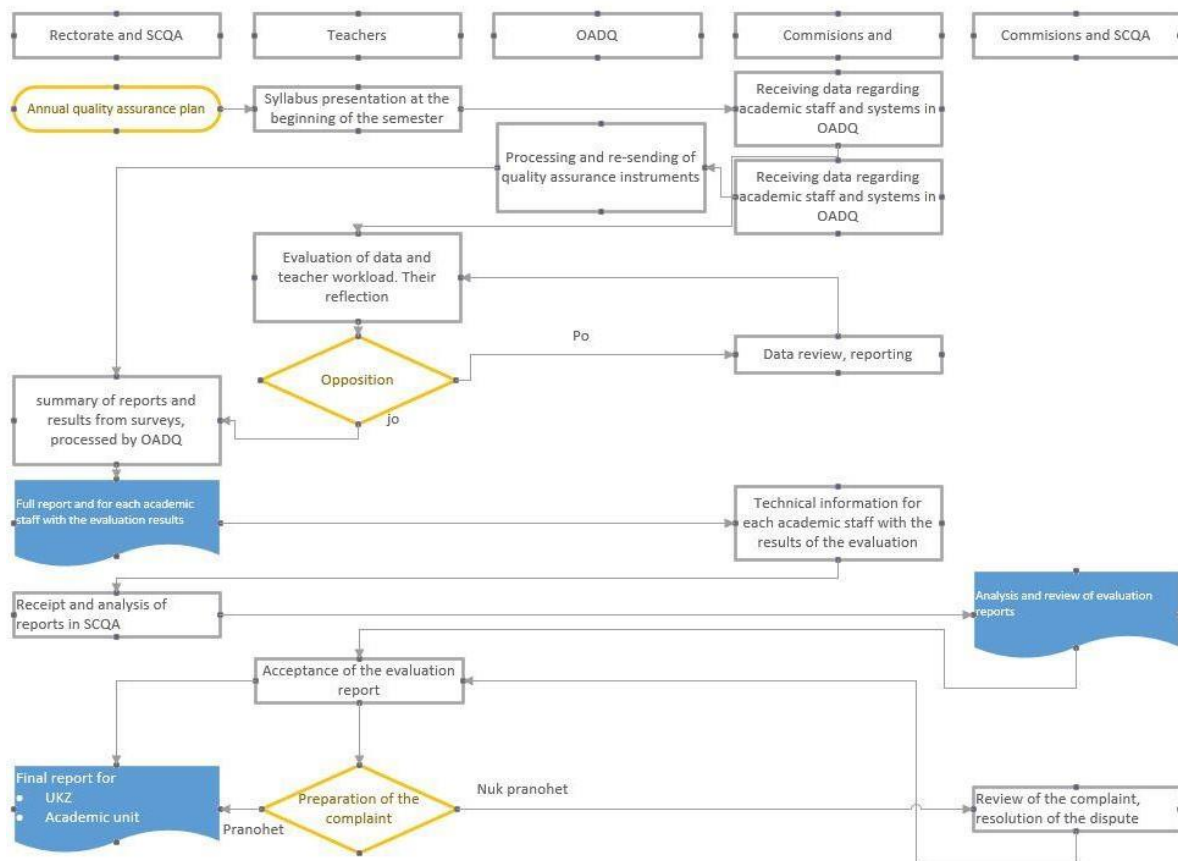 Rectorate and SCQA
Teachers
OADQ
Commisions and
Commisions and SCQA
Annual quality assurance plan
Syllabus presentation at the
beginning of the semester
Receiving data regarding
academic staff and systems in
OADQ
Processing and re-sending of
quality assurance instruments
Receiving data regarding
academic staff and systems in
OADQ
Evaluation of data and
teacher workload. Their
reflection
Po
Data review, reporting
Opposition
jo
summary of reports and
results from surveys,
processed by OADQ
Full report and for each academic
staff with the evaluation results
Technical information for
each academic staff with the
results of the evaluation
Receipt and analysis of
reports in SCQA
Analysis and review of evaluation
reports
Acceptance of the evaluation
report
Final report for
• UKZ
• Academic unit
Pranohet
Preparation of the
complaint
Nuk pranohet
Review of the complaint,
resolution of the dispute